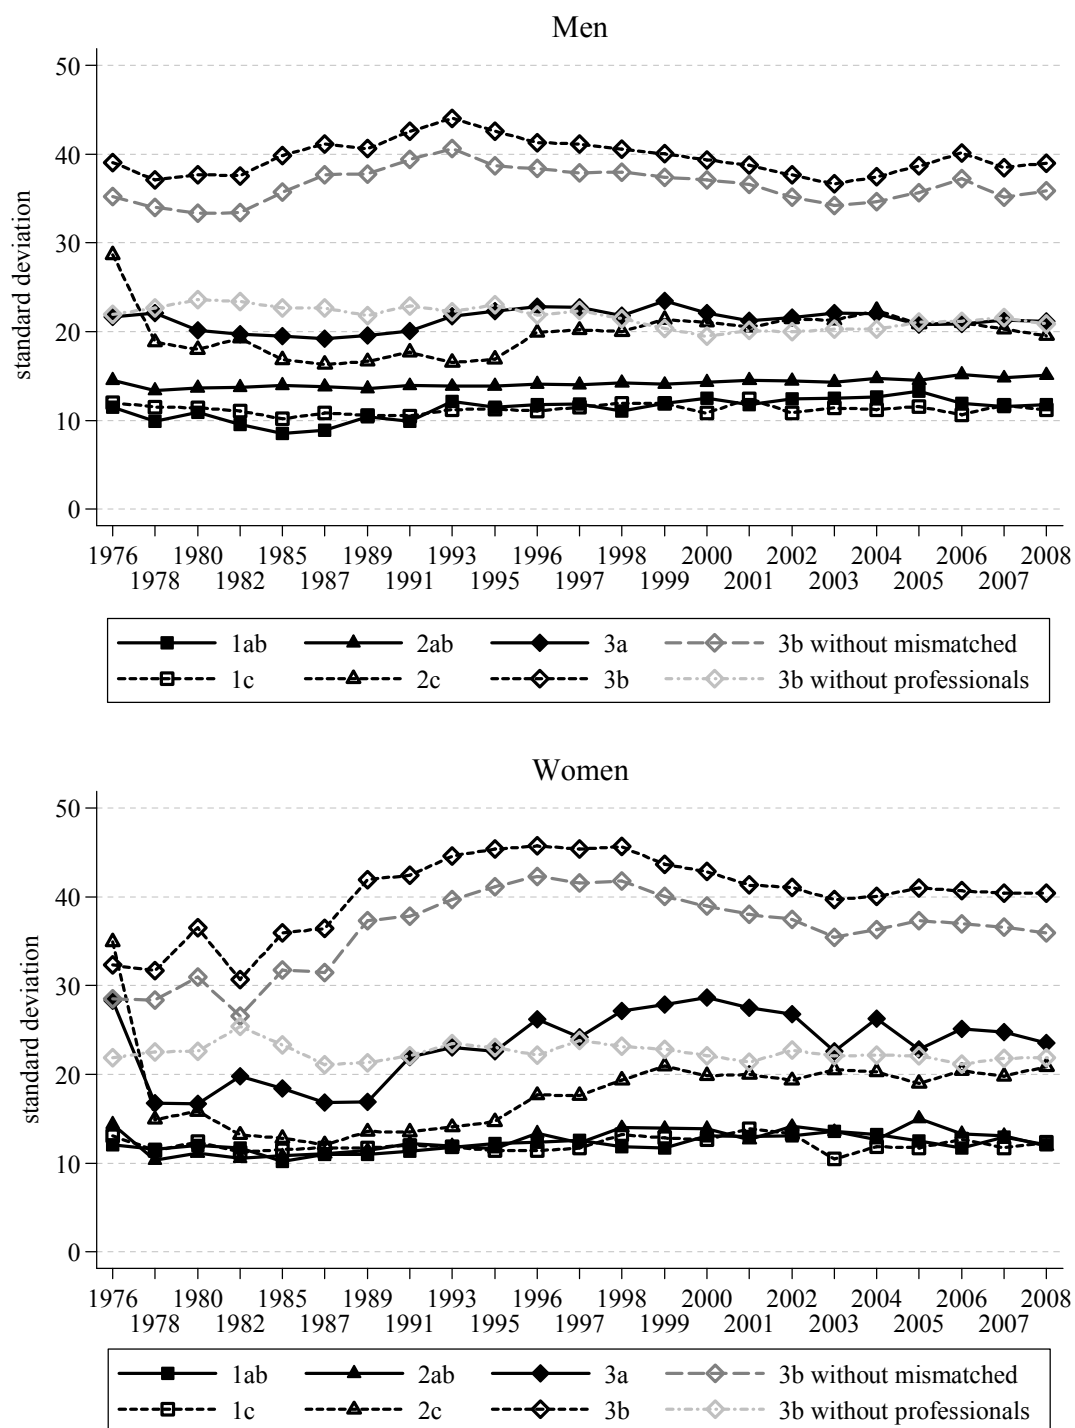 Men
50
40
30
20
10
0
standard deviation
1976 1980 1985 1989 1993 1996 1998 2000 2002 2004 2006 2008
1978 1982 1987 1991 1995 1997 1999 2001 2003 2005 2007
1ab 2ab 3a 3b without mismatched
1c 2c 3b 3b without professionals
Women
50
40
30
20
10
0
standard deviation
1976 1980 1985 1989 1993 1996 1998 2000 2002 2004 2006 2008
1978 1982 1987 1991 1995 1997 1999 2001 2003 2005 2007
1ab 2ab 3a 3b without mismatched
1c 2c 3b 3b without professionals